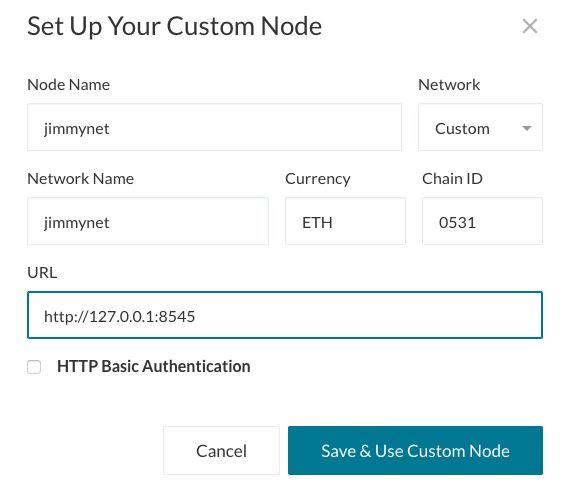 Set Up Your Custom Node
Node Name Network
jimmynet Custom
Network Name Currency Chain ID
jimmynet ETH 0531
URL
http://127.0.0.1:8545
HTTP Basic Authentication
Cancel Save & Use Custom Node